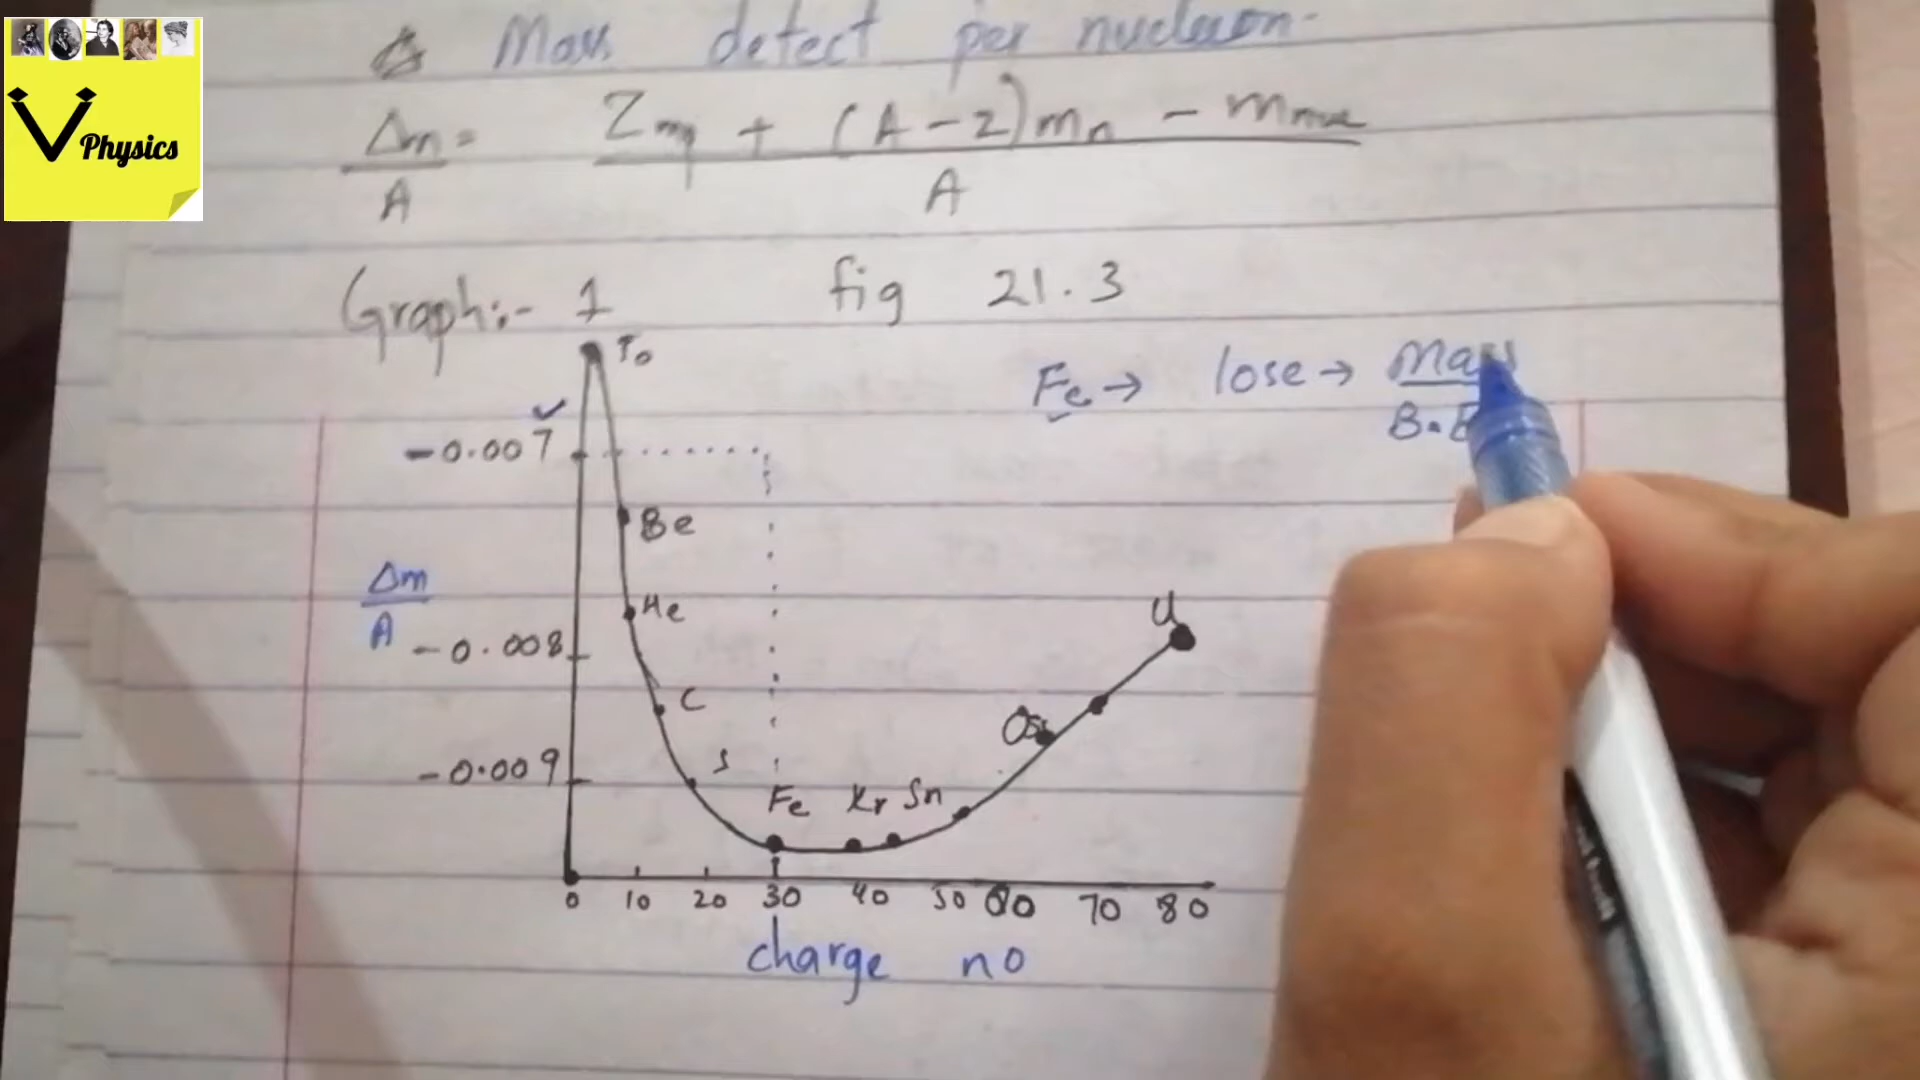 V Physics
Mass defect per nucleon-
Δm = Zmp + (A-Z)mn - mnuc
A A
Graph:- 1 fig 21.3
Fe → lose → Mass
B.E
-0.007
Be
He
Δm
A
-0.008
C
U
Os
S
-0.009
Fe Kr Sn
0 10 20 30 40 50 60 70 80
charge no